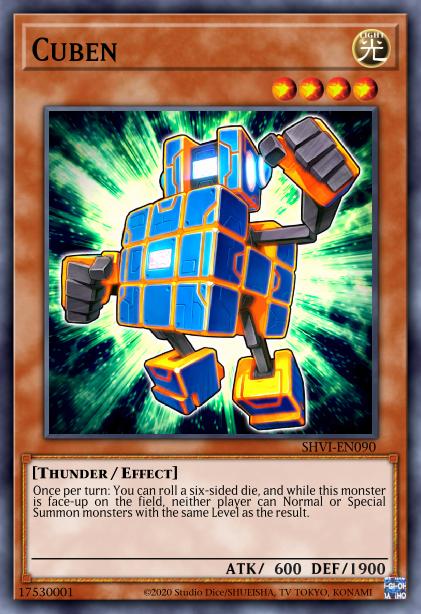 CUBEN
LIGHT
光
SHVI-EN090
[THUNDER / EFFECT]
Once per turn: You can roll a six-sided die, and while this monster
is face-up on the field, neither player can Normal or Special
Summon monsters with the same Level as the result.
ATK/ 600 DEF/1900
17530001
©2020 Studio Dice/SHUEISHA, TV TOKYO, KONAMI